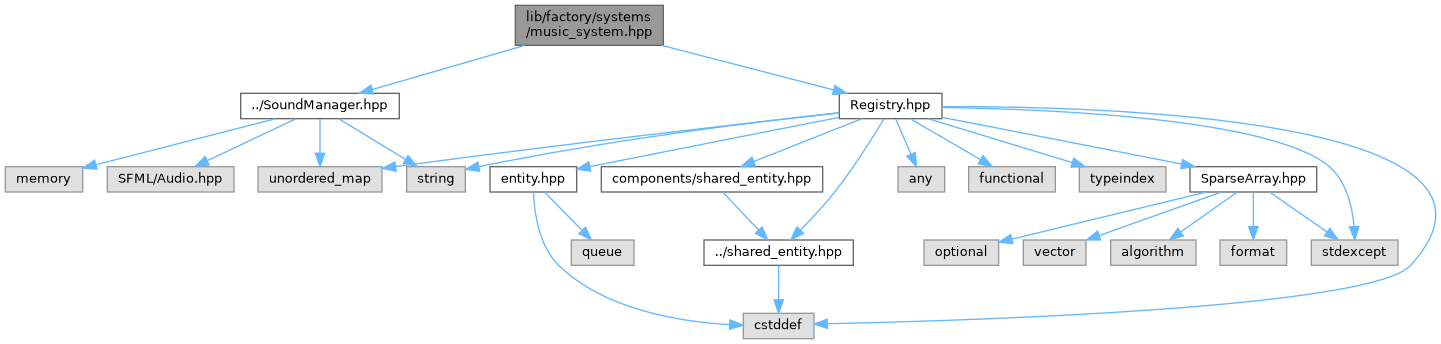 lib/factory/systems
/music_system.hpp
../SoundManager.hpp
Registry.hpp
memory
SFML/Audio.hpp
unordered_map
string
entity.hpp
components/shared_entity.hpp
any
functional
typeindex
SparseArray.hpp
queue
../shared_entity.hpp
optional
vector
algorithm
format
stdexcept
cstddef